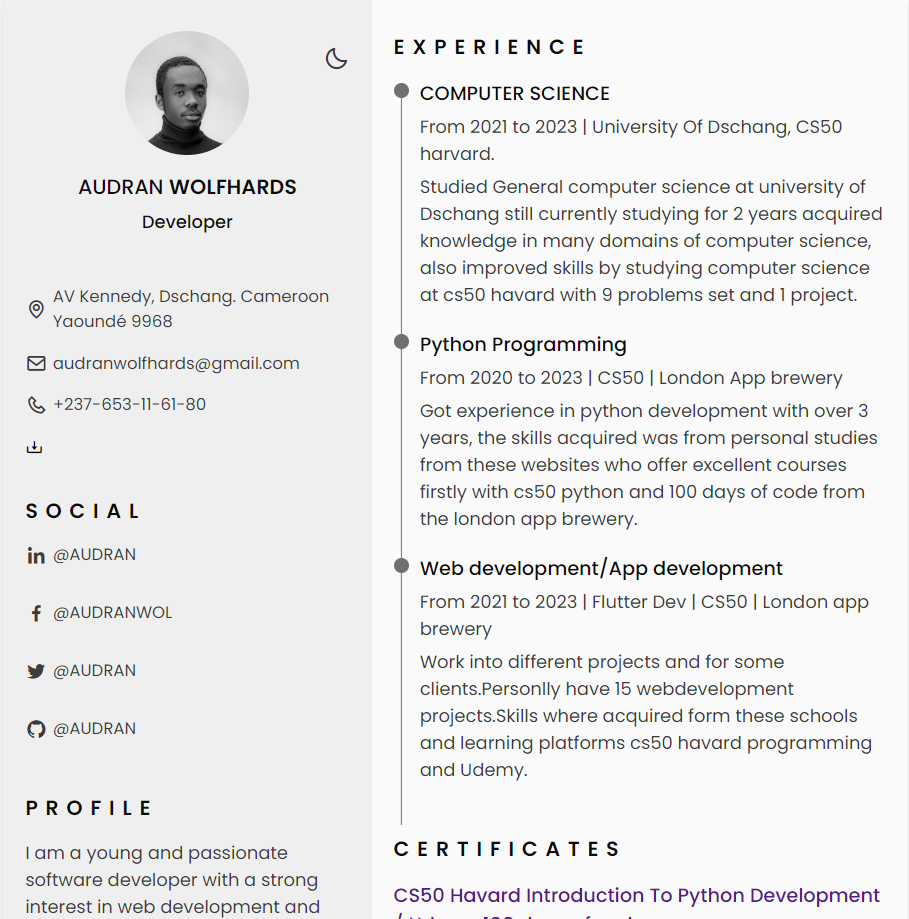 AUDRAN WOLFHARDS
Developer
AV Kennedy, Dschang. Cameroon
Yaoundé 9968
audranwolfhards@gmail.com
+237-653-11-61-80
SOCIAL
@AUDRAN
@AUDRANWOL
@AUDRAN
@AUDRAN
PROFILE
I am a young and passionate
software developer with a strong
interest in web development and
EXPERIENCE
COMPUTER SCIENCE
From 2021 to 2023 | University Of Dschang, CS50
harvard.
Studied General computer science at university of
Dschang still currently studying for 2 years acquired
knowledge in many domains of computer science,
also improved skills by studying computer science
at cs50 havard with 9 problems set and 1 project.
Python Programming
From 2020 to 2023 | CS50 | London App brewery
Got experience in python development with over 3
years, the skills acquired was from personal studies
from these websites who offer excellent courses
firstly with cs50 python and 100 days of code from
the london app brewery.
Web development/App development
From 2021 to 2023 | Flutter Dev | CS50 | London app
brewery
Work into different projects and for some
clients.Personlly have 15 webdevelopment
projects.Skills where acquired form these schools
and learning platforms cs50 havard programming
and Udemy.
CERTIFICATES
CS50 Havard Introduction To Python Development